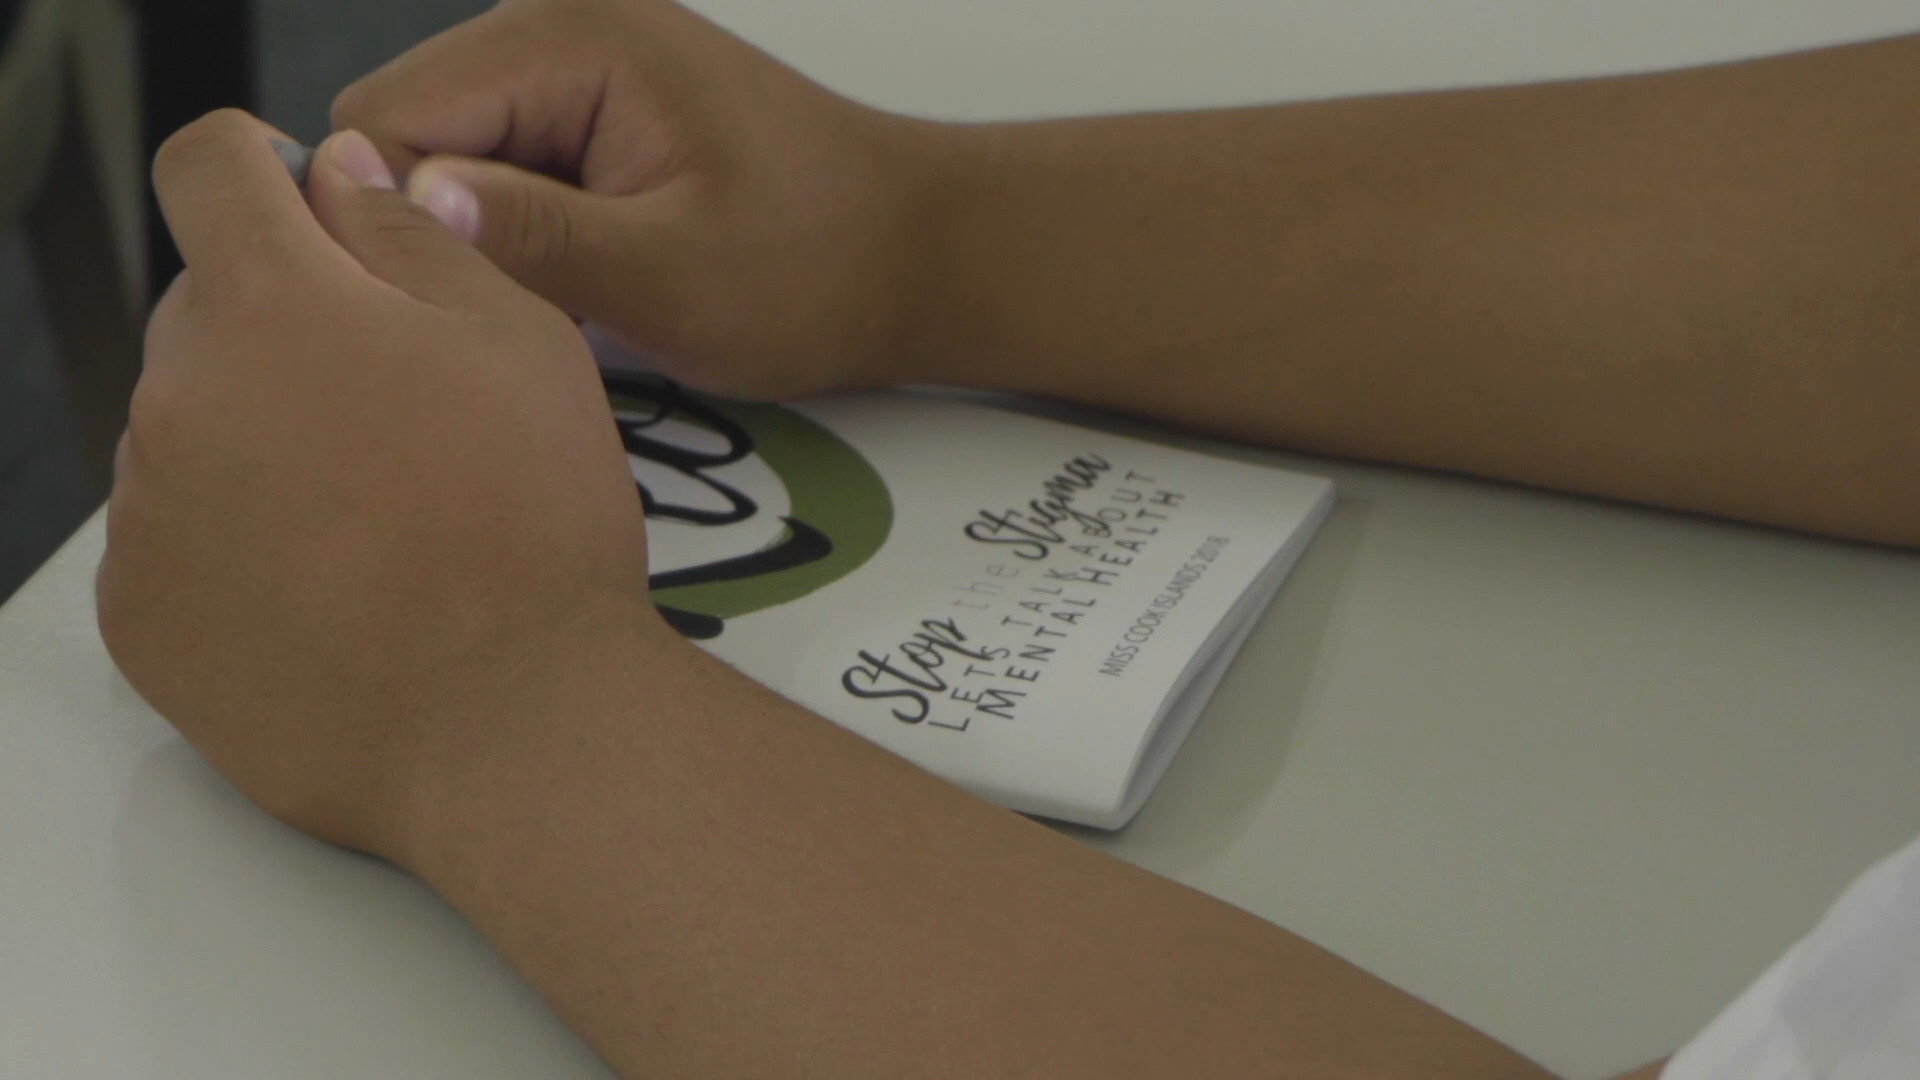 Stop the Stigma
LETS TALK ABOUT
MENTAL HEALTH
MISS COOK ISLANDS 2018